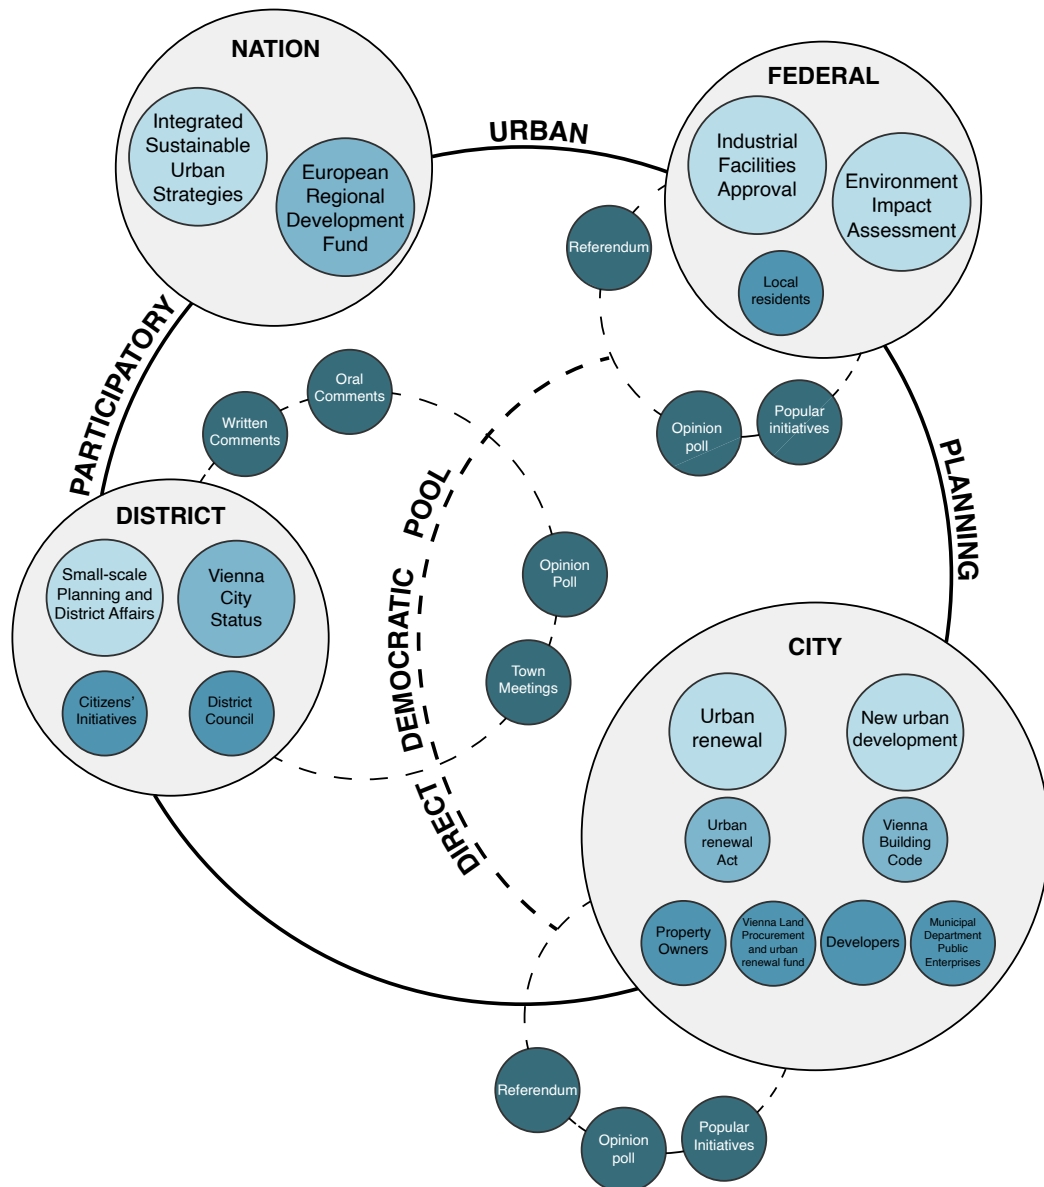 NATION
Integrated
Sustainable
Urban
Strategies
European
Regional
Development
Fund
URBAN
FEDERAL
Industrial
Facilities
Approval
Environment
Impact
Assessment
Local
residents
Referendum
Opinion
poll
Popular
initiatives
PARTICIPATORY
PLANNING
Oral
Comments
Written
Comments
Opinion
Poll
Town
Meetings
DIRECT DEMOCRATIC POOL
DISTRICT
Small-scale
Planning and
District Affairs
Vienna
City
Status
Citizens'
Initiatives
District
Council
CITY
Urban
renewal
New urban
development
Urban
renewal
Act
Vienna
Building
Code
Property
Owners
Vienna Land
Procurement
and urban
renewal fund
Developers
Municipal
Department
Public
Enterprises
Referendum
Opinion
poll
Popular
Initiatives